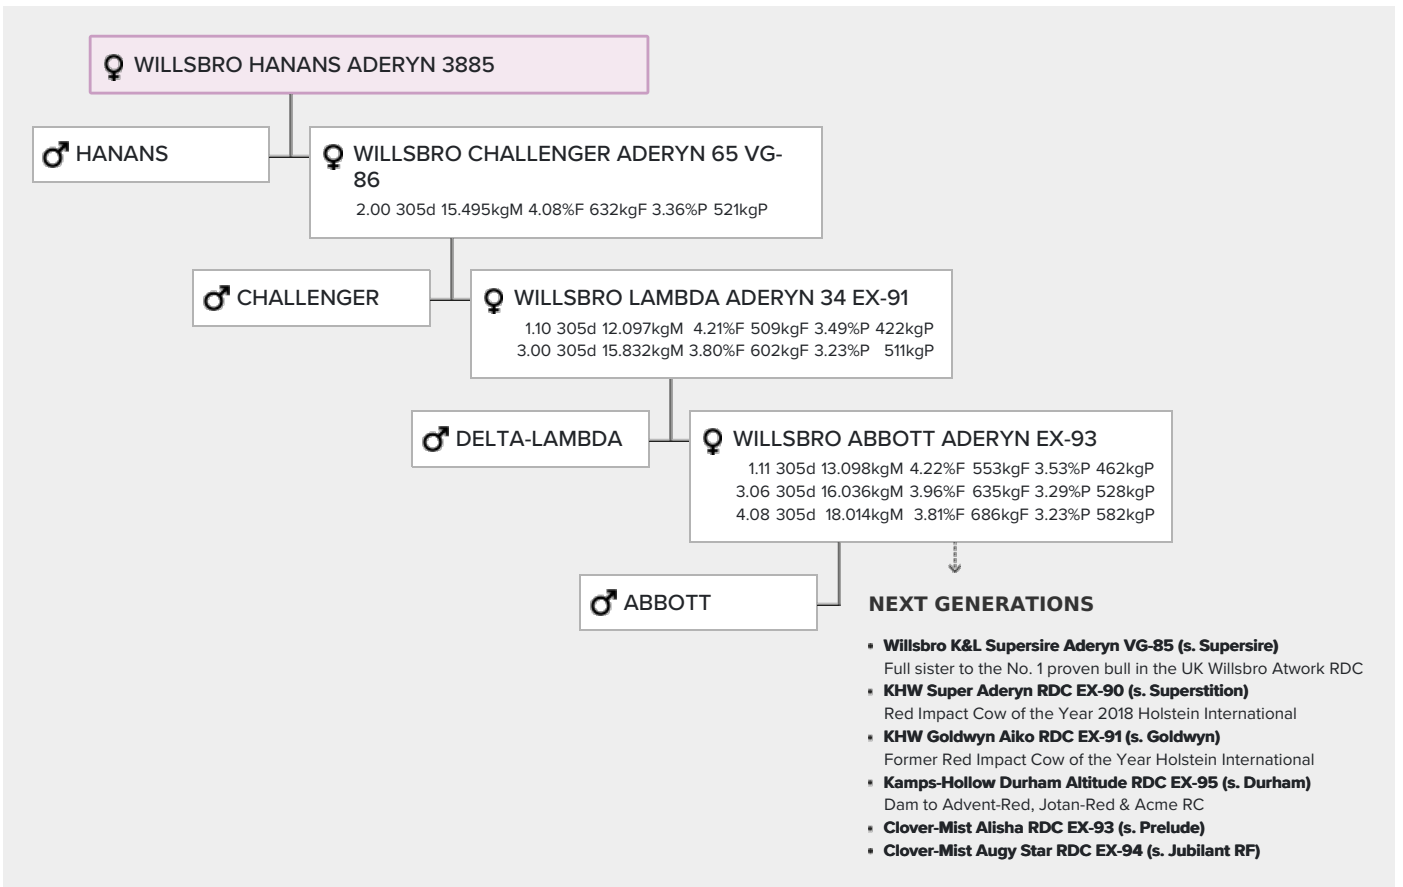 WILLSBRO HANANS ADERYN 3885
HANANS
WILLSBRO CHALLENGER ADERYN 65 VG-
86
2.00 305d 15.495kgM 4.08%F 632kgF 3.36%P 521kgP
CHALLENGER
WILLSBRO LAMBDA ADERYN 34 EX-91
1.10 305d 12.097kgM 4.21%F 509kgF 3.49%P 422kgP
3.00 305d 15.832kgM 3.80%F 602kgF 3.23%P 511kgP
DELTA-LAMBDA
WILLSBRO ABBOTT ADERYN EX-93
1.11 305d 13.098kgM 4.22%F 553kgF 3.53%P 462kgP
3.06 305d 16.036kgM 3.96%F 635kgF 3.29%P 528kgP
4.08 305d 18.014kgM 3.81%F 686kgF 3.23%P 582kgP
ABBOTT
NEXT GENERATIONS
• Willsbro K&L Supersire Aderyn VG-85 (s. Supersire)
Full sister to the No. 1 proven bull in the UK Willsbro Atwork RDC
• KHW Super Aderyn RDC EX-90 (s. Superstition)
Red Impact Cow of the Year 2018 Holstein International
• KHW Goldwyn Aiko RDC EX-91 (s. Goldwyn)
Former Red Impact Cow of the Year Holstein International
• Kamps-Hollow Durham Altitude RDC EX-95 (s. Durham)
Dam to Advent-Red, Jotan-Red & Acme RC
• Clover-Mist Alisha RDC EX-93 (s. Prelude)
• Clover-Mist Augy Star RDC EX-94 (s. Jubilant RF)